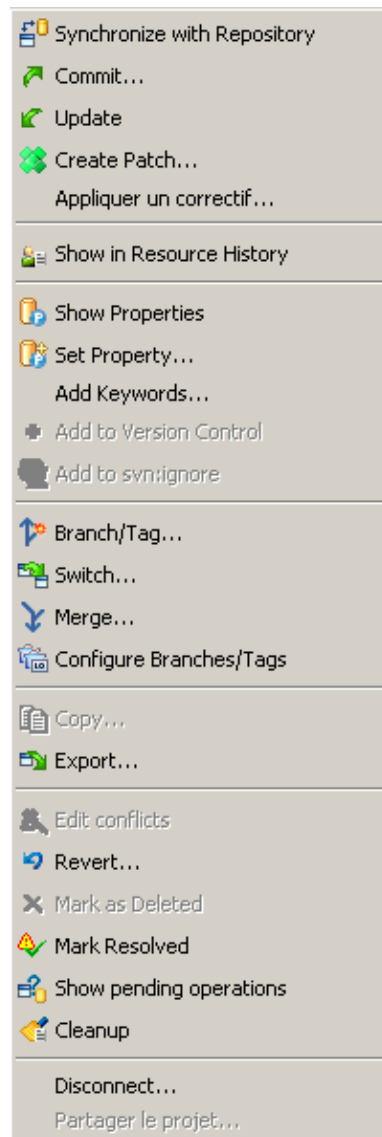 Synchronize with Repository
Commit...
Update
Create Patch...
Appliquer un correctif...
Show in Resource History
Show Properties
Set Property...
Add Keywords...
Add to Version Control
Add to svn:ignore
Branch/Tag...
Switch...
Merge...
Configure Branches/Tags
Copy...
Export...
Edit conflicts
Revert...
Mark as Deleted
Mark Resolved
Show pending operations
Cleanup
Disconnect...
Partager le projet...